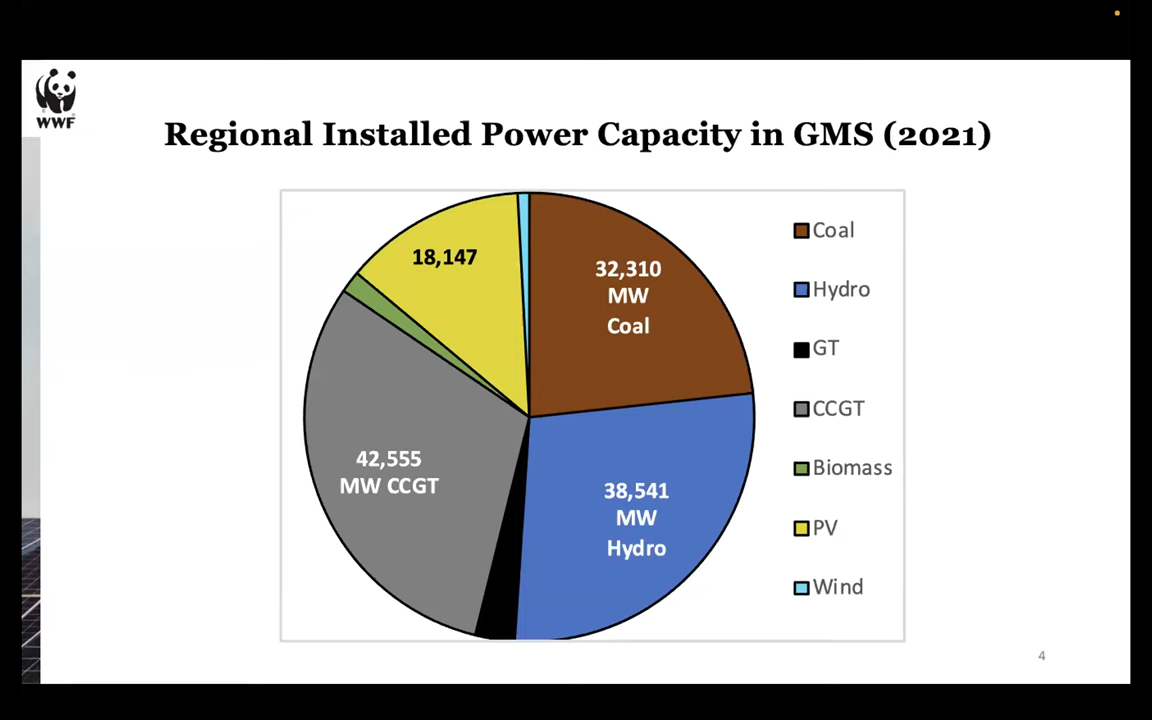 WWF
Regional Installed Power Capacity in GMS (2021)
18,147
32,310
MW
Coal
42,555
MW CCGT
38,541
MW
Hydro
Coal
Hydro
GT
CCGT
Biomass
PV
Wind
4